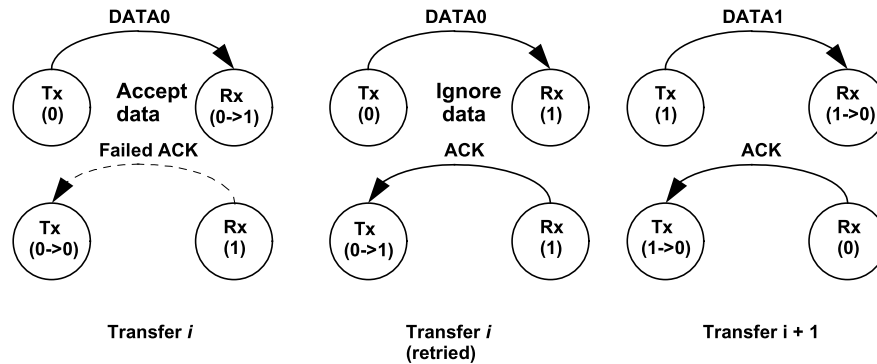 DATA0
Tx
(0)
Accept
data
Rx
(0->1)
Failed ACK
Tx
(0->0)
Rx
(1)
Transfer i
DATA0
Tx
(0)
Ignore
data
Rx
(1)
ACK
Tx
(0->1)
Rx
(1)
Transfer i
(retried)
DATA1
Tx
(1)
Rx
(1->0)
ACK
Tx
(1->0)
Rx
(0)
Transfer i + 1